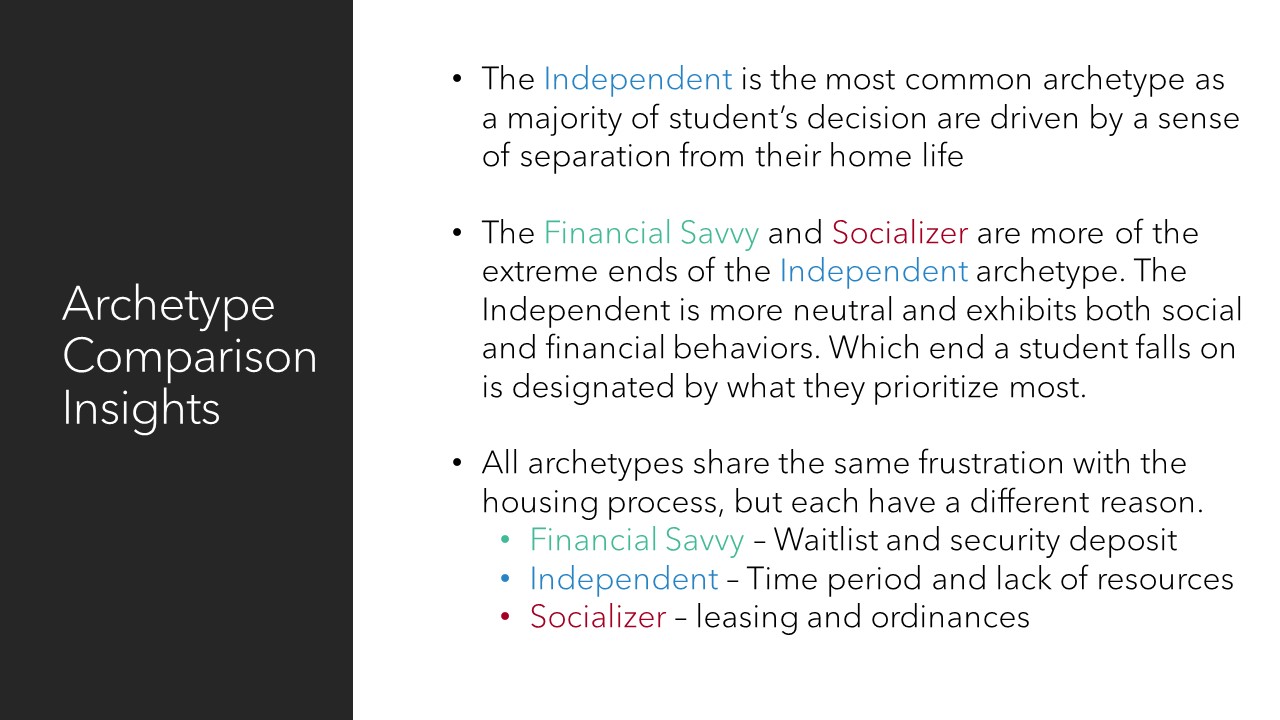 Archetype
Comparison
Insights
• The Independent is the most common archetype as
a majority of student’s decision are driven by a sense
of separation from their home life
• The Financial Savvy and Socializer are more of the
extreme ends of the Independent archetype. The
Independent is more neutral and exhibits both social
and financial behaviors. Which end a student falls on
is designated by what they prioritize most.
• All archetypes share the same frustration with the
housing process, but each have a different reason.
• Financial Savvy – Waitlist and security deposit
• Independent – Time period and lack of resources
• Socializer – leasing and ordinances